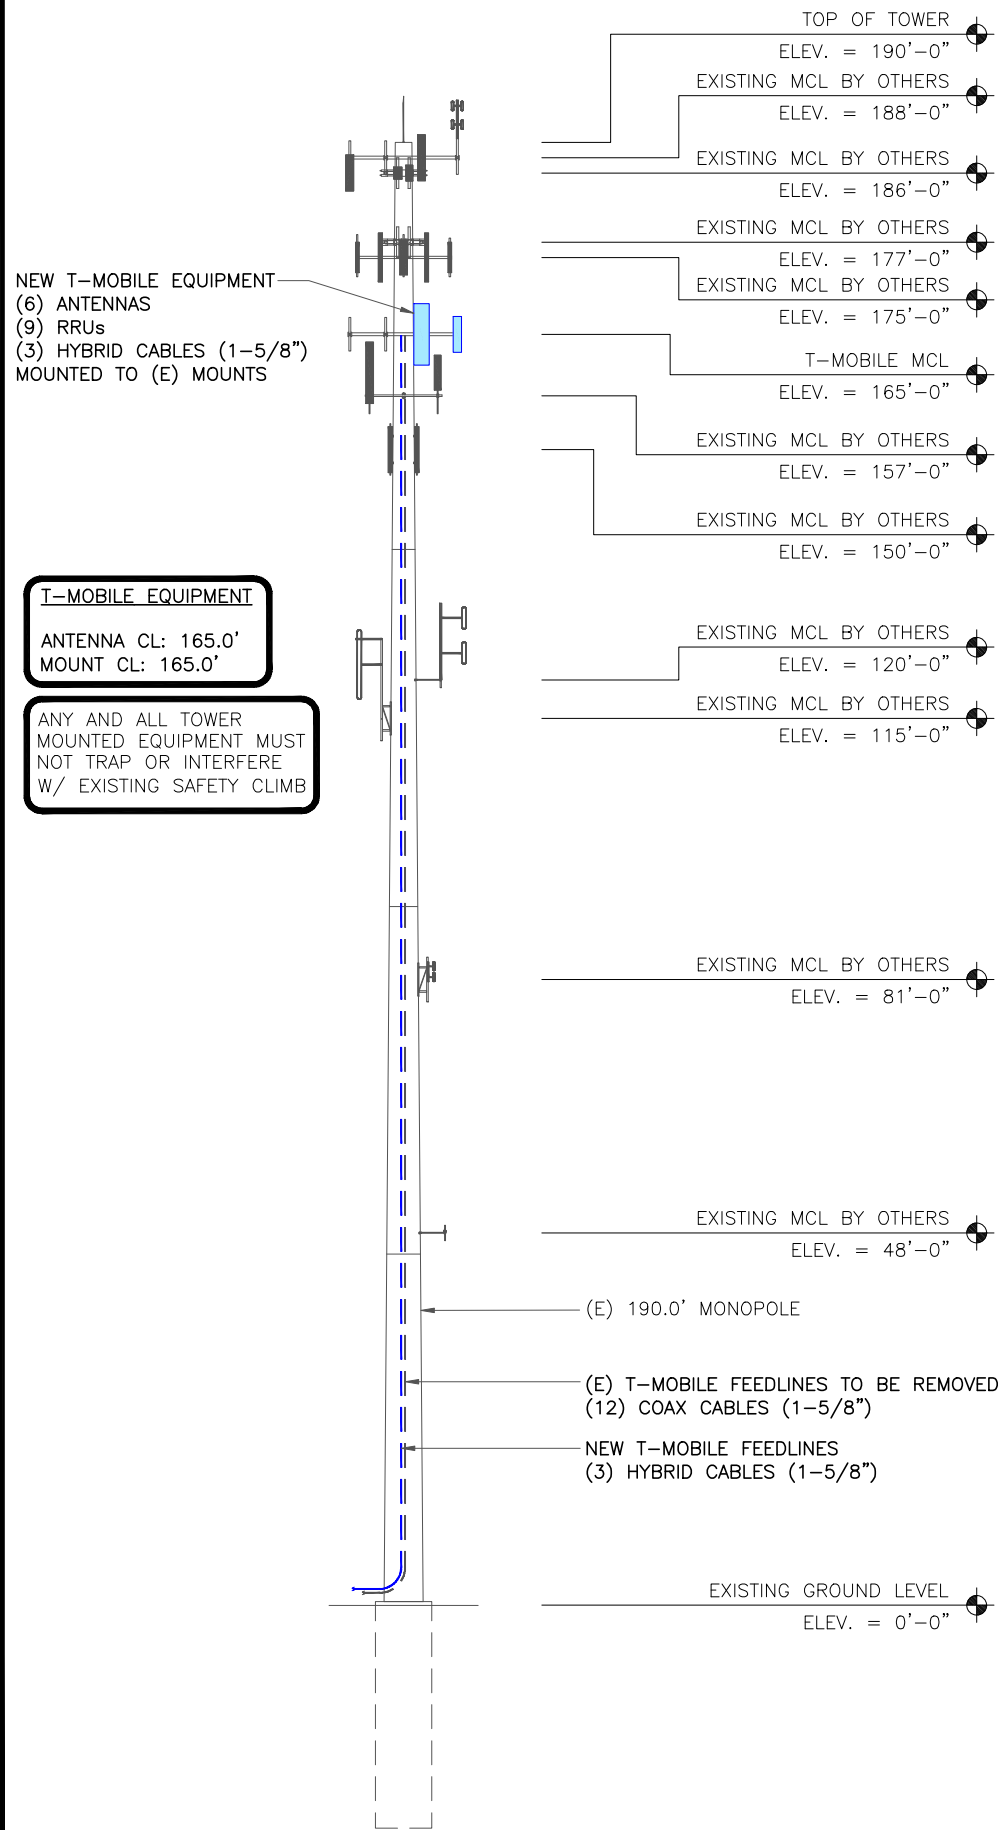 TOP OF TOWER
ELEV. = 190'-0"
EXISTING MCL BY OTHERS
ELEV. = 188'-0"
EXISTING MCL BY OTHERS
ELEV. = 186'-0"
EXISTING MCL BY OTHERS
ELEV. = 177'-0"
EXISTING MCL BY OTHERS
ELEV. = 175'-0"
NEW T-MOBILE EQUIPMENT
(6) ANTENNAS
(9) RRUs
(3) HYBRID CABLES (1-5/8")
MOUNTED TO (E) MOUNTS
T-MOBILE MCL
ELEV. = 165'-0"
EXISTING MCL BY OTHERS
ELEV. = 157'-0"
EXISTING MCL BY OTHERS
ELEV. = 150'-0"
T-MOBILE EQUIPMENT
ANTENNA CL: 165.0'
MOUNT CL: 165.0'
ANY AND ALL TOWER
MOUNTED EQUIPMENT MUST
NOT TRAP OR INTERFERE
W/ EXISTING SAFETY CLIMB
EXISTING MCL BY OTHERS
ELEV. = 120'-0"
EXISTING MCL BY OTHERS
ELEV. = 115'-0"
EXISTING MCL BY OTHERS
ELEV. = 81'-0"
EXISTING MCL BY OTHERS
ELEV. = 48'-0"
(E) 190.0' MONOPOLE
(E) T-MOBILE FEEDLINES TO BE REMOVED
(12) COAX CABLES (1-5/8")
NEW T-MOBILE FEEDLINES
(3) HYBRID CABLES (1-5/8")
EXISTING GROUND LEVEL
ELEV. = 0'-0"